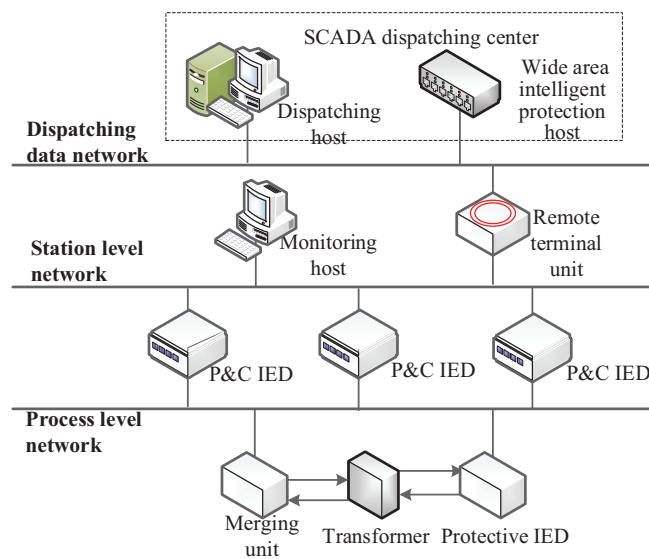 SCADA dispatching center
Wide area
intelligent
protection
host
Dispatching
host
Dispatching
data network
Monitoring
host
Remote
terminal
unit
Station level
network
P&C IED
P&C IED
P&C IED
Process level
network
Merging
unit
Transformer
Protective IED